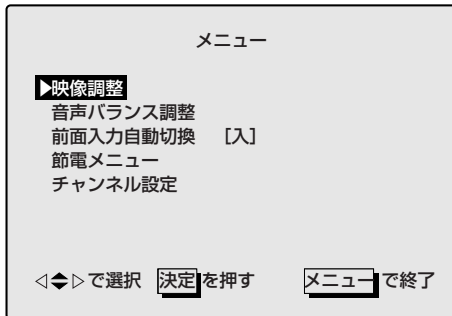 メニュー
▶映像調整
音声バランス調整
前面入力自動切換 [入]
節電メニュー
チャンネル設定
◁◆▷で選択 決定を押す メニューで終了